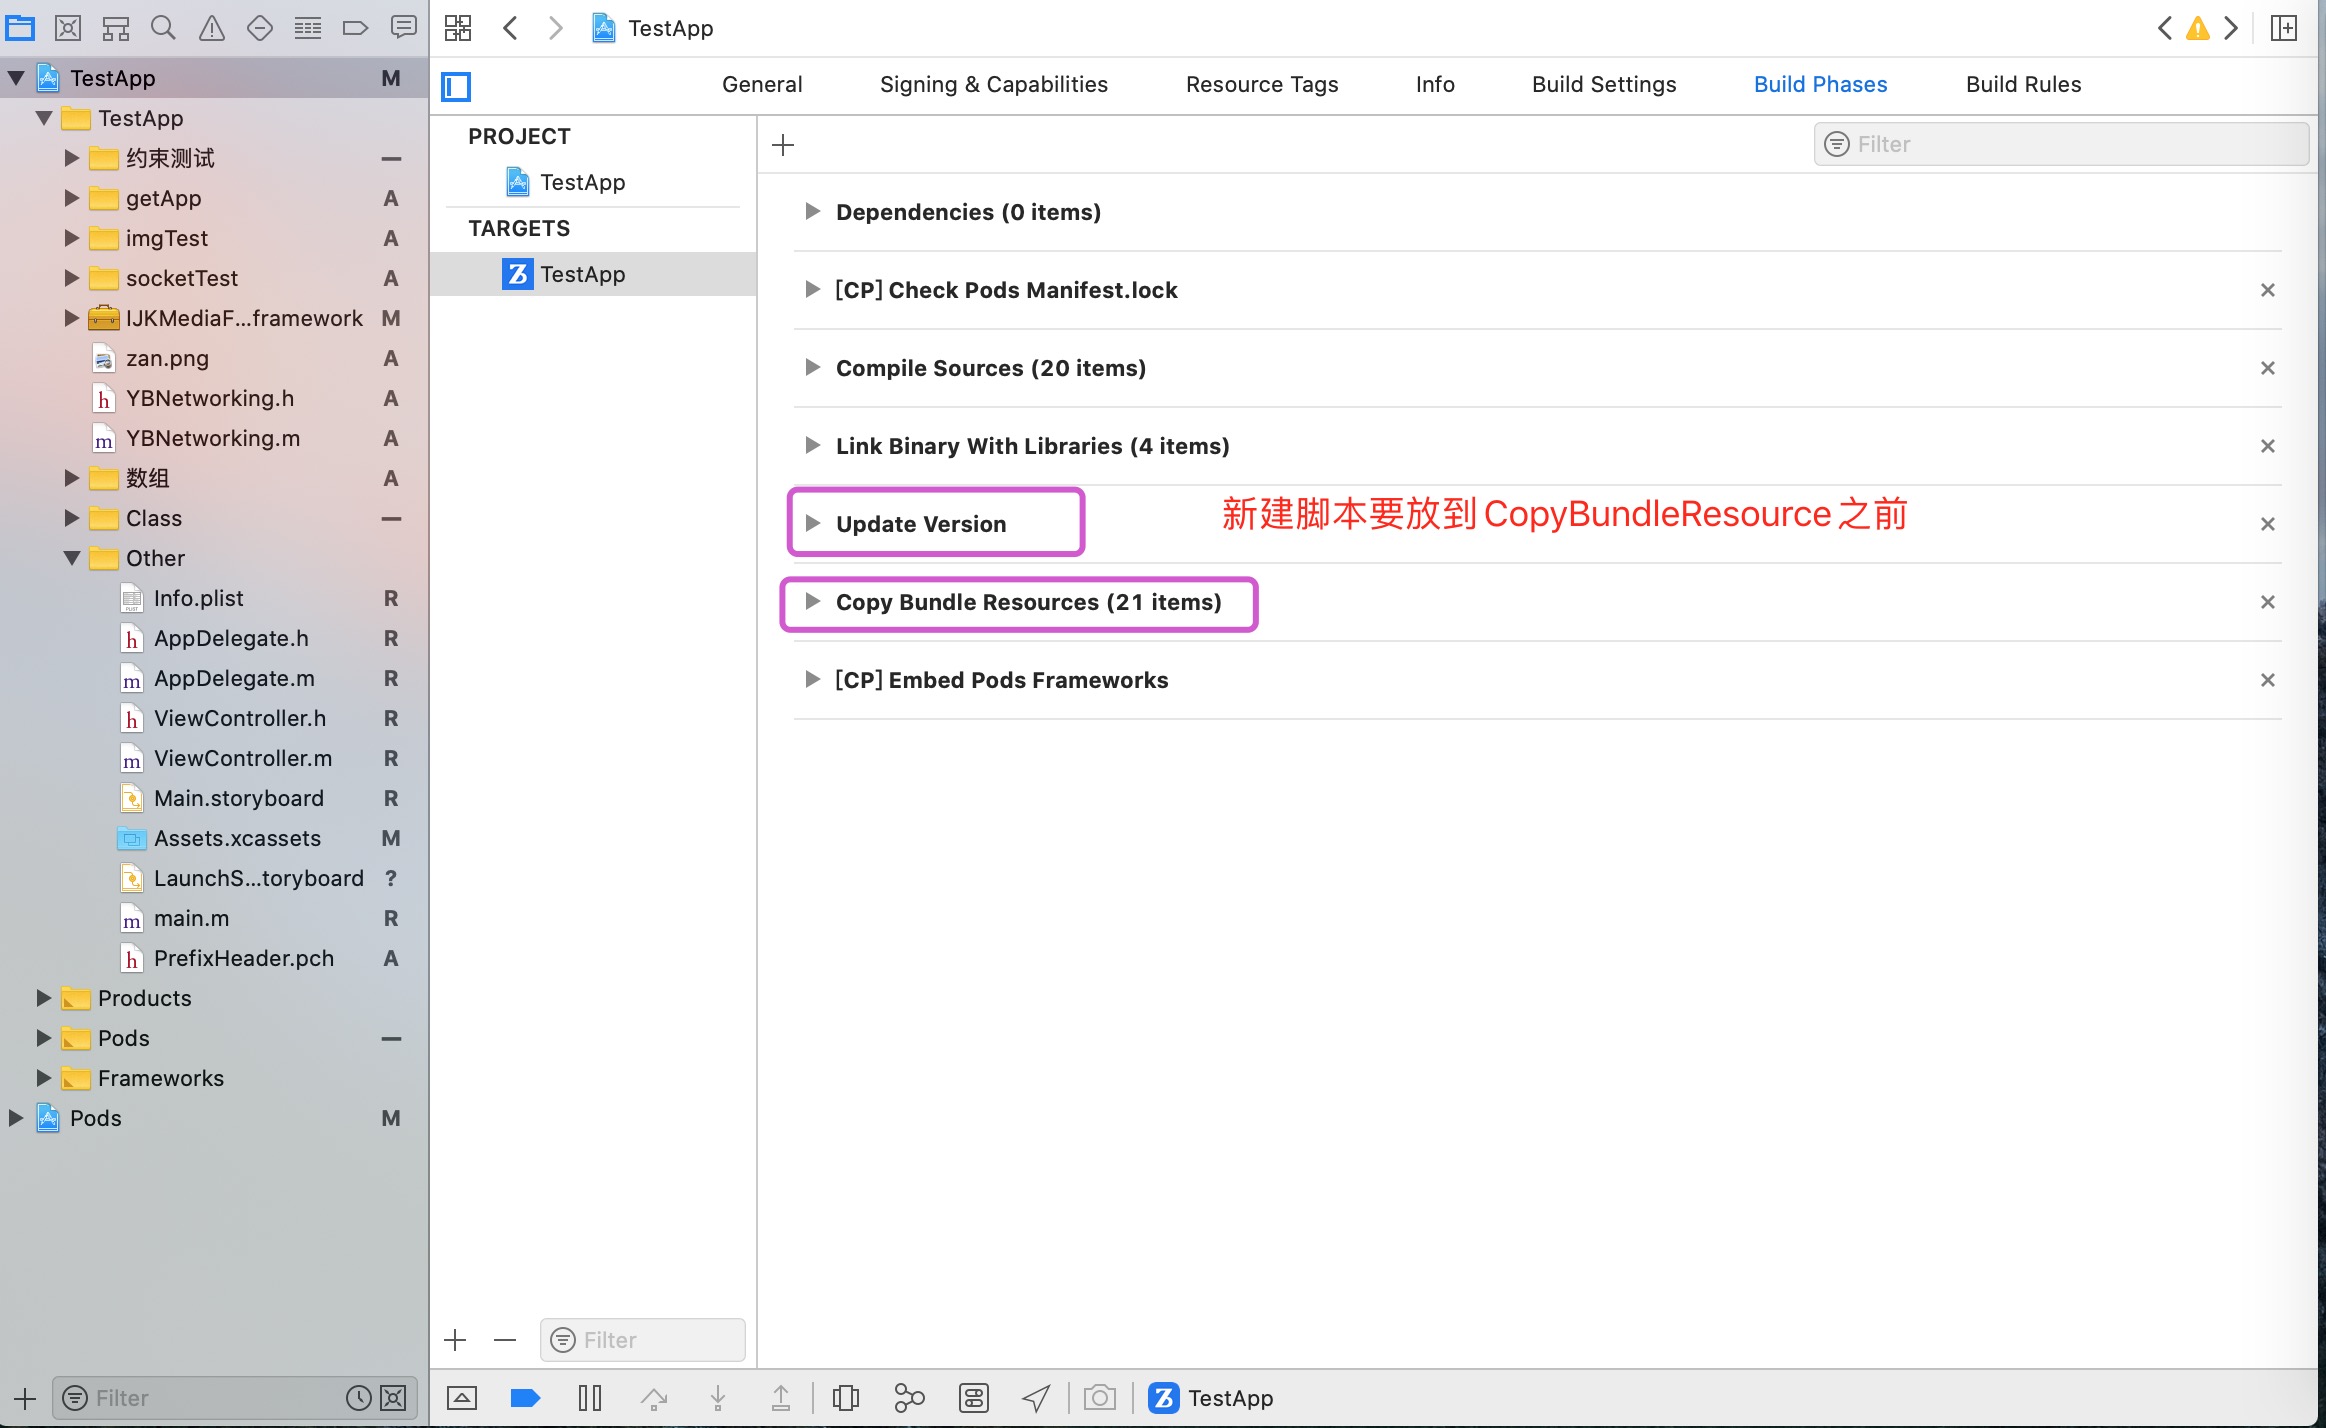 TestApp
TestApp M
General Signing & Capabilities Resource Tags Info Build Settings Build Phases Build Rules
TestApp
约束测试
getApp A
imgTest A
socketTest A
IJKMediaF...framework M
zan.png A
YBNetworking.h A
YBNetworking.m A
数组 A
Class
Other
Info.plist R
AppDelegate.h R
AppDelegate.m R
ViewController.h R
ViewController.m R
Main.storyboard R
Assets.xcassets M
LaunchS...toryboard ?
main.m R
PrefixHeader.pch A
Products
Pods
Frameworks
Pods M
Filter
PROJECT
TestApp
TARGETS
TestApp
Filter
Filter
Dependencies (0 items)
[CP] Check Pods Manifest.lock
Compile Sources (20 items)
Link Binary With Libraries (4 items)
Update Version
新建脚本要放到CopyBundleResource之前
Copy Bundle Resources (21 items)
[CP] Embed Pods Frameworks
TestApp